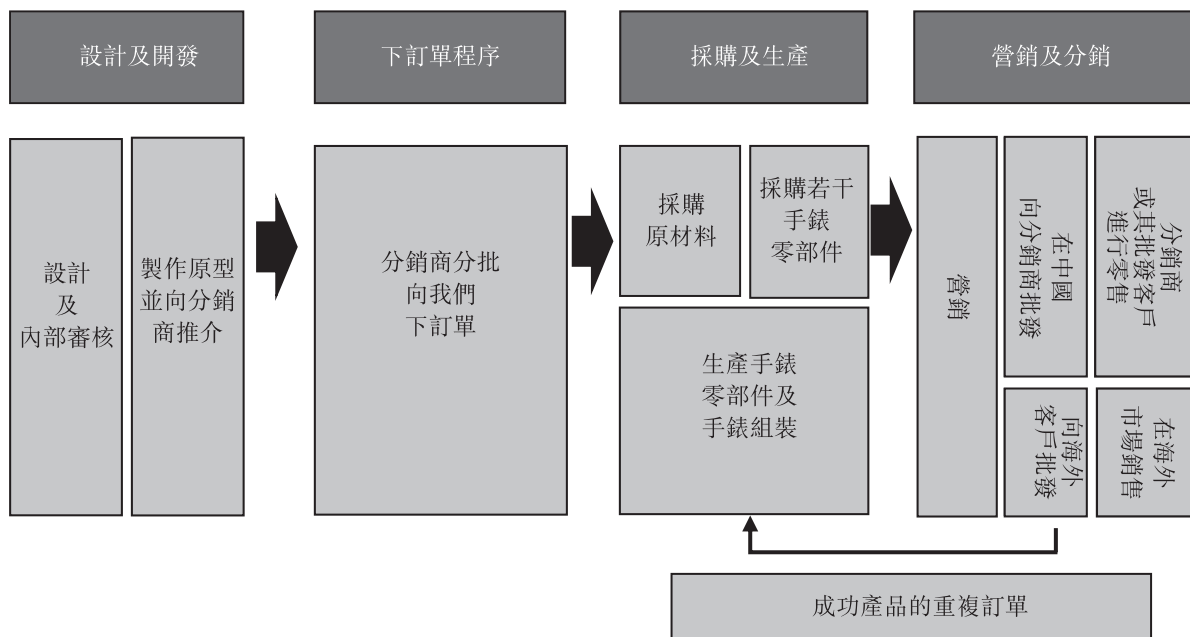 設計及開發
下訂單程序
採購及生產
營銷及分銷
設計
及
內部審核
製作原型
並向分銷
商推介
分銷商分批
向我們
下訂單
採購
原材料
採購若干
手錶
零部件
生產手錶
零部件及
手錶組裝
營銷
在中國
向分銷商批發
分銷商
或其批發客戶
進行零售
向海外
客戶批發
在海外
市場銷售
成功產品的重複訂單